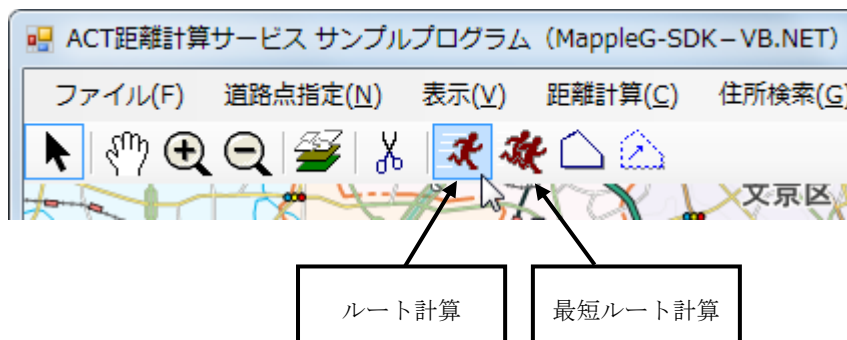 ACT距離計算サービス サンプルプログラム（MappleG-SDK－VB.NET）
ファイル(F) 道路点指定(N) 表示(V) 距離計算(C) 住所検索(G)
文京区
ルート計算 最短ルート計算